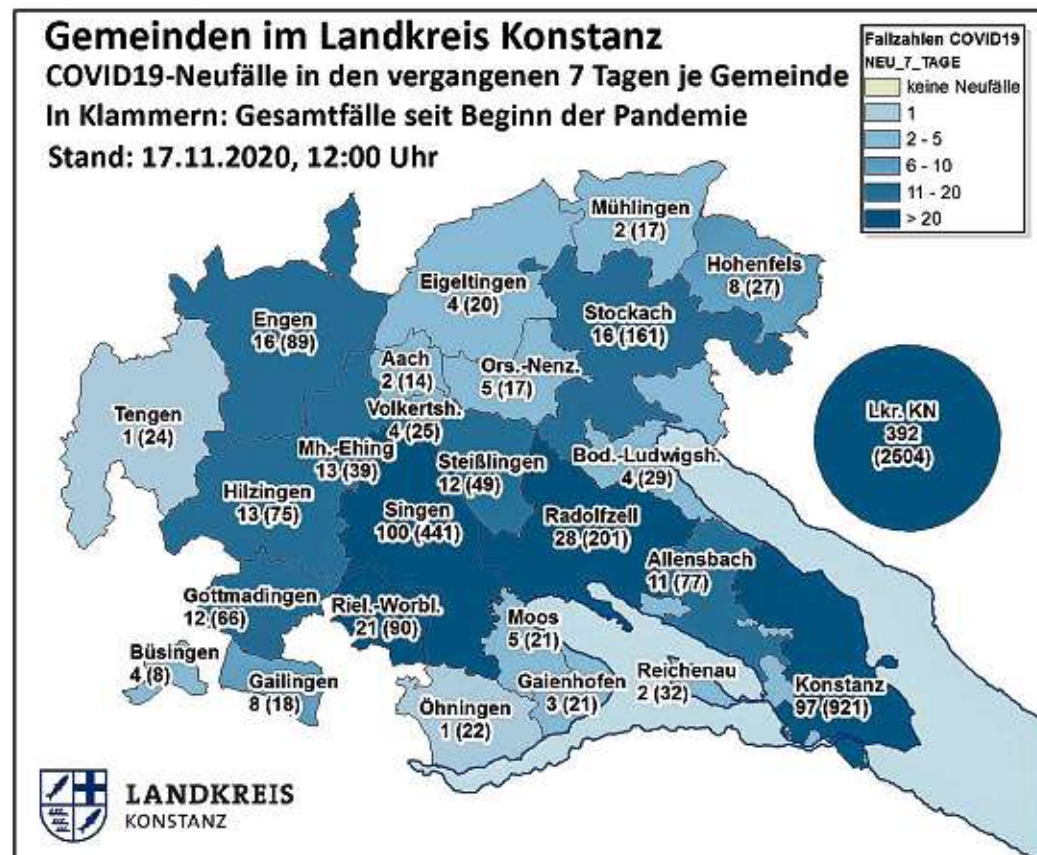 Gemeinden im Landkreis Konstanz
COVID19-Neufälle in den vergangenen 7 Tagen je Gemeinde
In Klammern: Gesamtfälle seit Beginn der Pandemie
Stand: 17.11.2020, 12:00 Uhr
Fallzahlen COVID19
NEU_7_TAGE
keine Neufälle
1
2 - 5
6 - 10
11 - 20
> 20
Mühlingen
2 (17)
Hohenfels
8 (27)
Eigeltingen
4 (20)
Stockach
16 (161)
Engen
16 (89)
Aach
2 (14)
Ors.-Nenz.
5 (17)
Tengen
1 (24)
Volkertsh.
4 (25)
Lkr. KN
392
(2504)
Mh.-Ehing
13 (39)
Steißlingen
12 (49)
Bod.-Ludwigsh.
4 (29)
Hilzingen
13 (75)
Singen
100 (441)
Radolfzell
28 (201)
Allensbach
11 (77)
Gottmadingen
12 (66)
Riel.-Worbl.
21 (90)
Moos
5 (21)
Büsingen
4 (8)
Gailingen
8 (18)
Gaienhofen
3 (21)
Reichenau
2 (32)
Konstanz
97 (921)
Öhningen
1 (22)
LANDKREIS
KONSTANZ